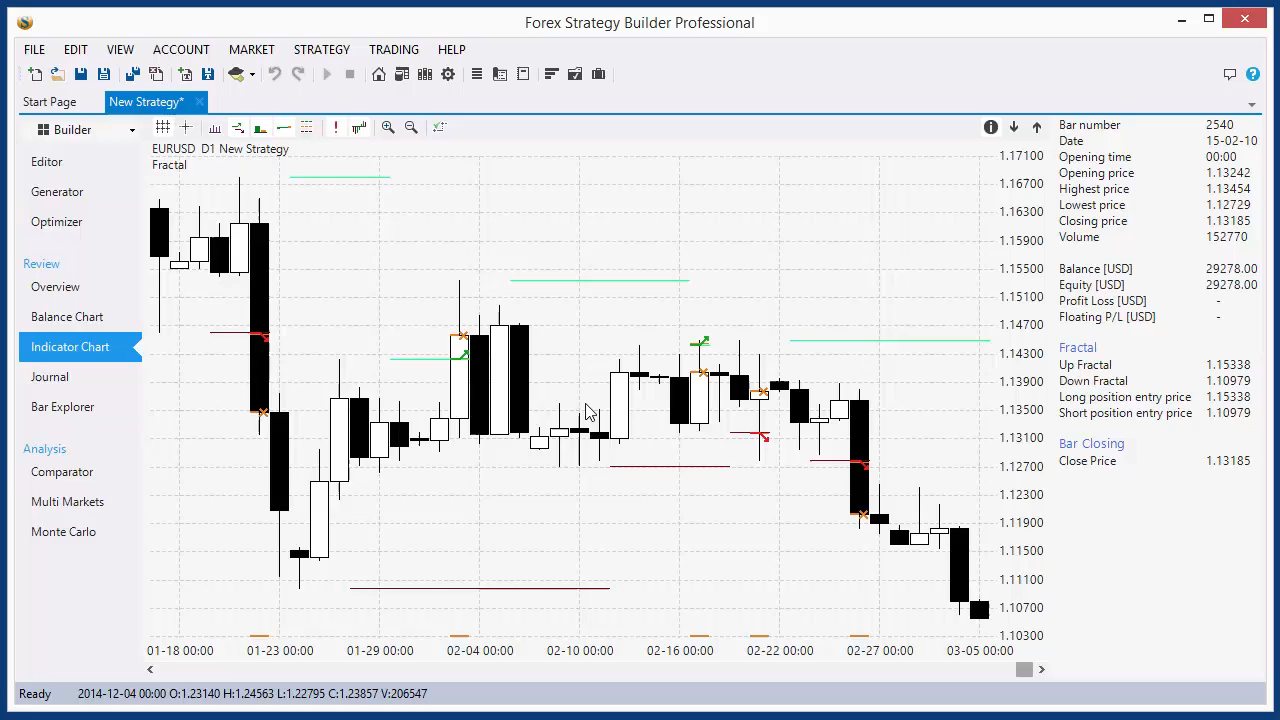 Forex Strategy Builder Professional
FILE EDIT VIEW ACCOUNT MARKET STRATEGY TRADING HELP
Start Page New Strategy*
Builder
Editor
Generator
Optimizer
Review
Overview
Balance Chart
Indicator Chart
Journal
Bar Explorer
Analysis
Comparator
Multi Markets
Monte Carlo
EURUSD D1 New Strategy
Fractal
1.17100
1.16700
1.16300
1.15900
1.15500
1.15100
1.14700
1.14300
1.13900
1.13500
1.13100
1.12700
1.12300
1.11900
1.11500
1.11100
1.10700
1.10300
01-18 00:00 01-23 00:00 01-29 00:00 02-04 00:00 02-10 00:00 02-16 00:00 02-22 00:00 02-27 00:00 03-05 00:00
Bar number 2540
Date 15-02-10
Opening time 00:00
Opening price 1.13242
Highest price 1.13454
Lowest price 1.12729
Closing price 1.13185
Volume 152770
Balance [USD] 29278.00
Equity [USD] 29278.00
Profit Loss [USD] -
Floating P/L [USD] -
Fractal
Up Fractal 1.15338
Down Fractal 1.10979
Long position entry price 1.15338
Short position entry price 1.10979
Bar Closing
Close Price 1.13185
Ready 2014-12-04 00:00 O:1.23140 H:1.24563 L:1.22795 C:1.23857 V:206547